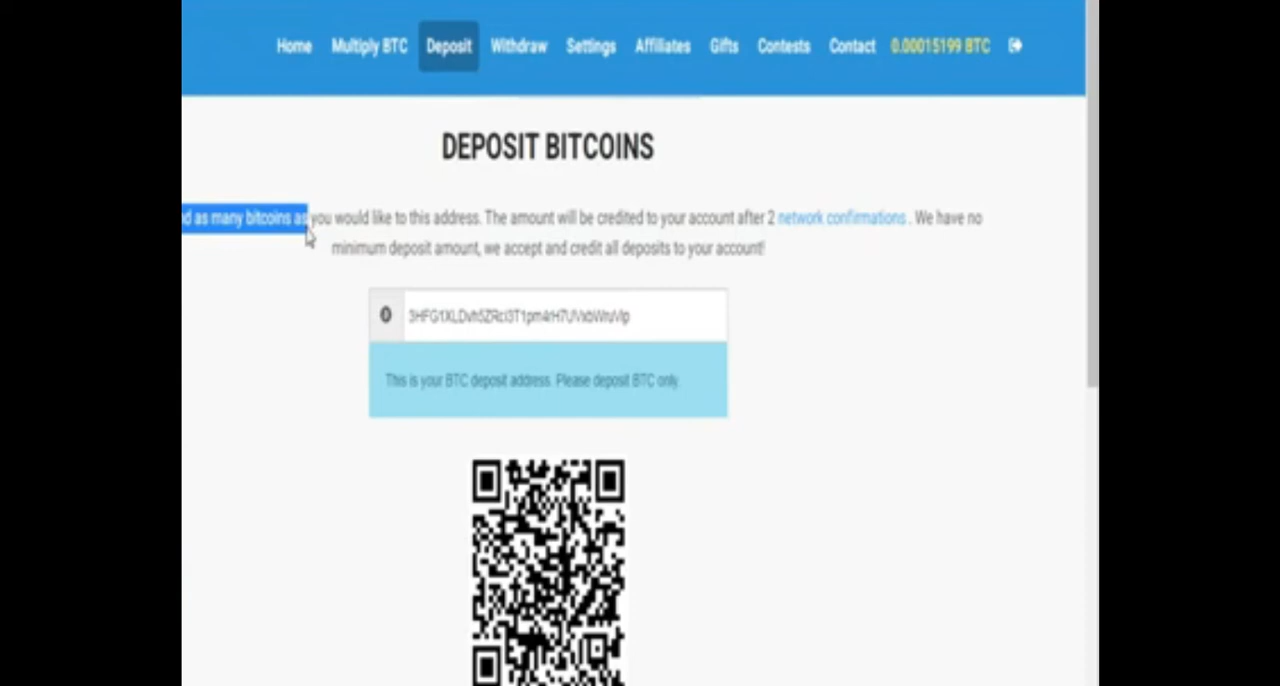 Home Multiply BTC Deposit Withdraw Settings Affiliates Gifts Contests Contact 0.00015199 BTC
DEPOSIT BITCOINS
d as many bitcoins as you would like to this address. The amount will be credited to your account after 2 network confirmations . We have no
minimum deposit amount, we accept and credit all deposits to your account!
This is your BTC deposit address. Please deposit BTC only.